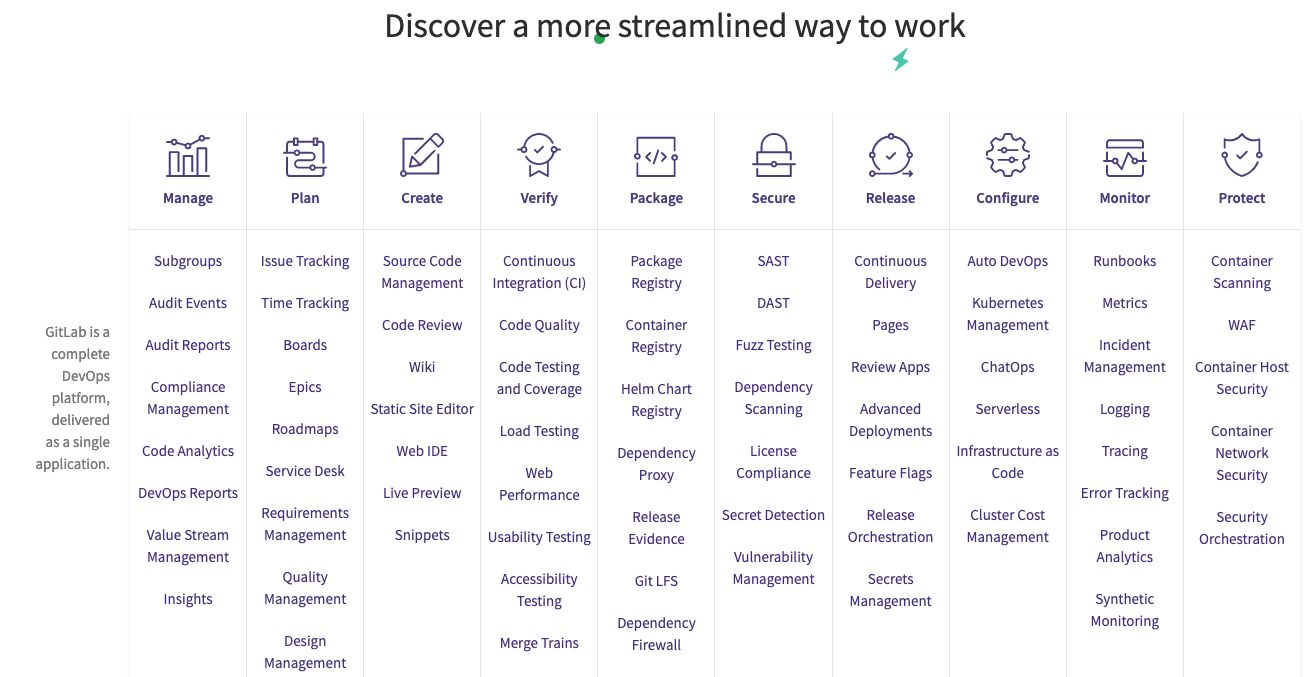 Discover a more streamlined way to work
GitLab is a
complete
DevOps
platform,
delivered
as a single
application.
Manage
Subgroups
Audit Events
Audit Reports
Compliance
Management
Code Analytics
DevOps Reports
Value Stream
Management
Insights
Plan
Issue Tracking
Time Tracking
Boards
Epics
Roadmaps
Service Desk
Requirements
Management
Quality
Management
Design
Management
Create
Source Code
Management
Code Review
Wiki
Static Site Editor
Web IDE
Live Preview
Snippets
Verify
Continuous
Integration (CI)
Code Quality
Code Testing
and Coverage
Load Testing
Web
Performance
Usability Testing
Accessibility
Testing
Merge Trains
Package
Package
Registry
Container
Registry
Helm Chart
Registry
Dependency
Proxy
Release
Evidence
Git LFS
Dependency
Firewall
Secure
SAST
DAST
Fuzz Testing
Dependency
Scanning
License
Compliance
Secret Detection
Vulnerability
Management
Release
Continuous
Delivery
Pages
Review Apps
Advanced
Deployments
Feature Flags
Release
Orchestration
Secrets
Management
Configure
Auto DevOps
Kubernetes
Management
ChatOps
Serverless
Infrastructure as
Code
Cluster Cost
Management
Monitor
Runbooks
Metrics
Incident
Management
Logging
Tracing
Error Tracking
Product
Analytics
Synthetic
Monitoring
Protect
Container
Scanning
WAF
Container Host
Security
Container
Network
Security
Security
Orchestration